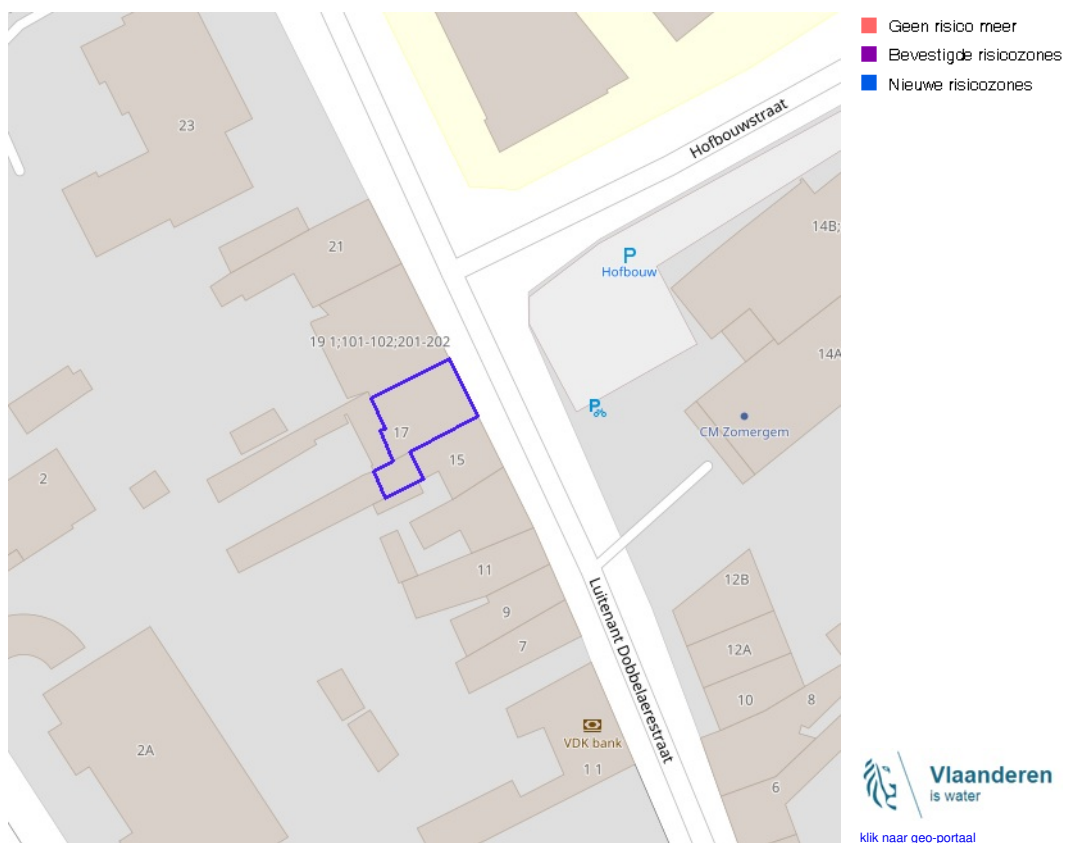 Geen risico meer
Bevestigde risicozones
Nieuwe risicozones
Hofbouwstraat
23
21
14B;
P
Hofbouw
19 1;101-102;201-202
14A
P
CM Zomergem
17
15
2
11
12B
9
7
12A
Luitenant Dobbelaerestraat
10
8
VDK bank
2A
1 1
6
Vlaanderen
is water
klik naar geo-portaal